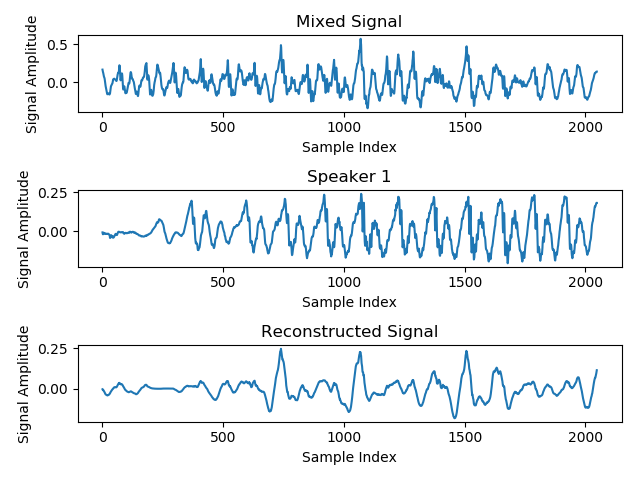 Mixed Signal
Signal Amplitude
0.5
0.0
0 500 1000 1500 2000
Sample Index
Speaker 1
Signal Amplitude
0.25
0.00
0 500 1000 1500 2000
Sample Index
Reconstructed Signal
Signal Amplitude
0.25
0.00
0 500 1000 1500 2000
Sample Index